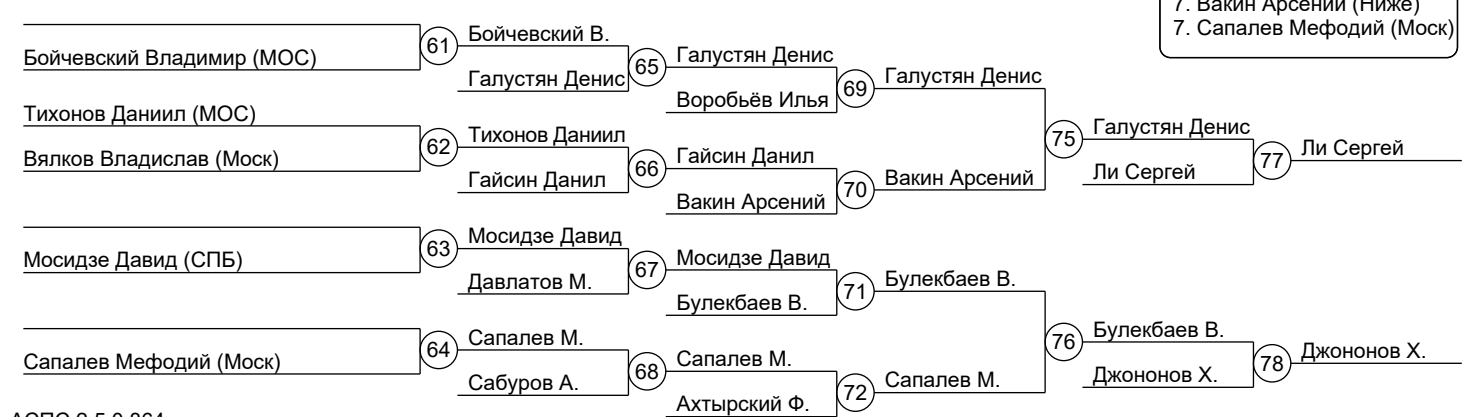 7. Вакин Арсений (Ниже)
7. Сапалев Мефодий (Моск)
Бойчевский Владимир (МОС)
61
Бойчевский В.
Галустян Денис
65
Галустян Денис
Воробьёв Илья
69
Галустян Денис
Тихонов Даниил (МОС)
Вялков Владислав (Моск)
62
Тихонов Даниил
Гайсин Данил
66
Гайсин Данил
Вакин Арсений
70
Вакин Арсений
75
Галустян Денис
Ли Сергей
77
Ли Сергей
Мосидзе Давид (СПБ)
63
Мосидзе Давид
Давлатов М.
67
Мосидзе Давид
Булекбаев В.
71
Булекбаев В.
Сапалев Мефодий (Моск)
64
Сапалев М.
Сабуров А.
68
Сапалев М.
Ахтырский Ф.
72
Сапалев М.
76
Булекбаев В.
Джононов Х.
78
Джононов Х.